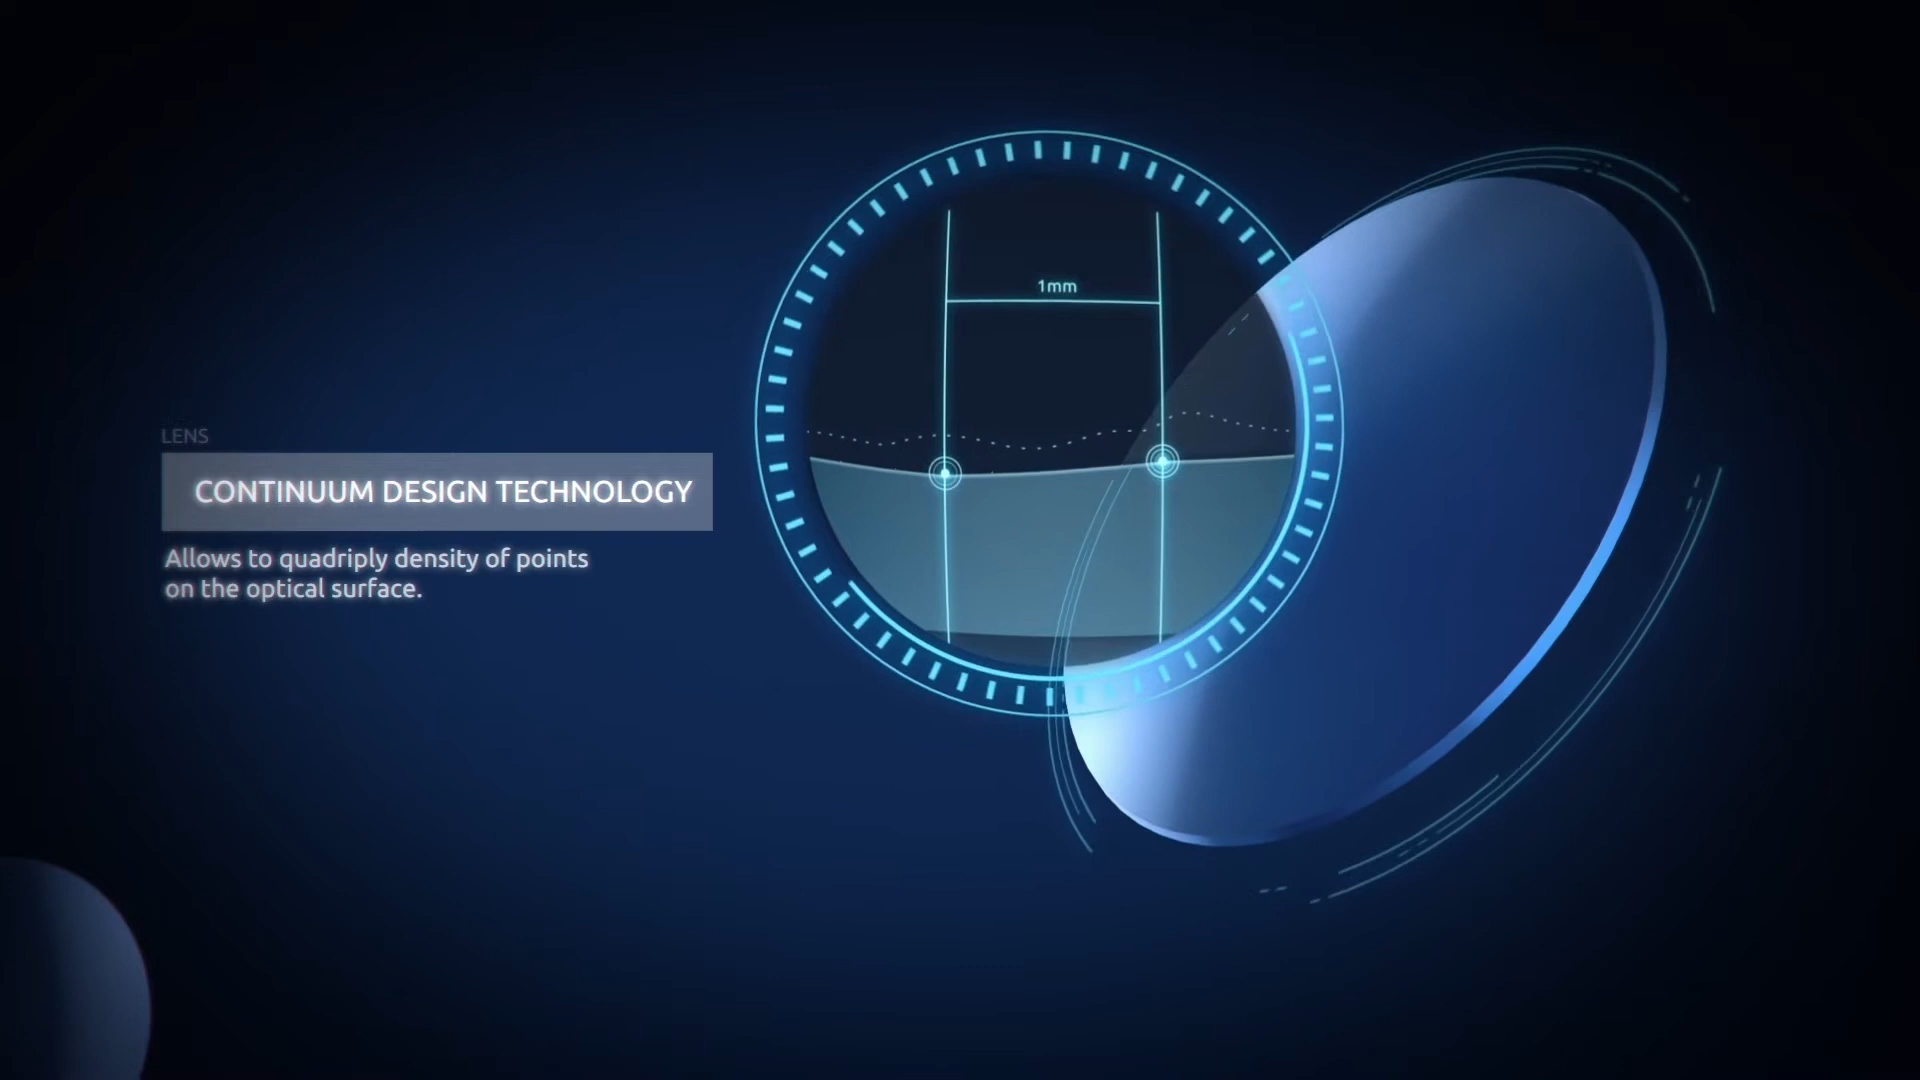 LENS
CONTINUUM DESIGN TECHNOLOGY
Allows to quadriply density of points
on the optical surface.
1mm